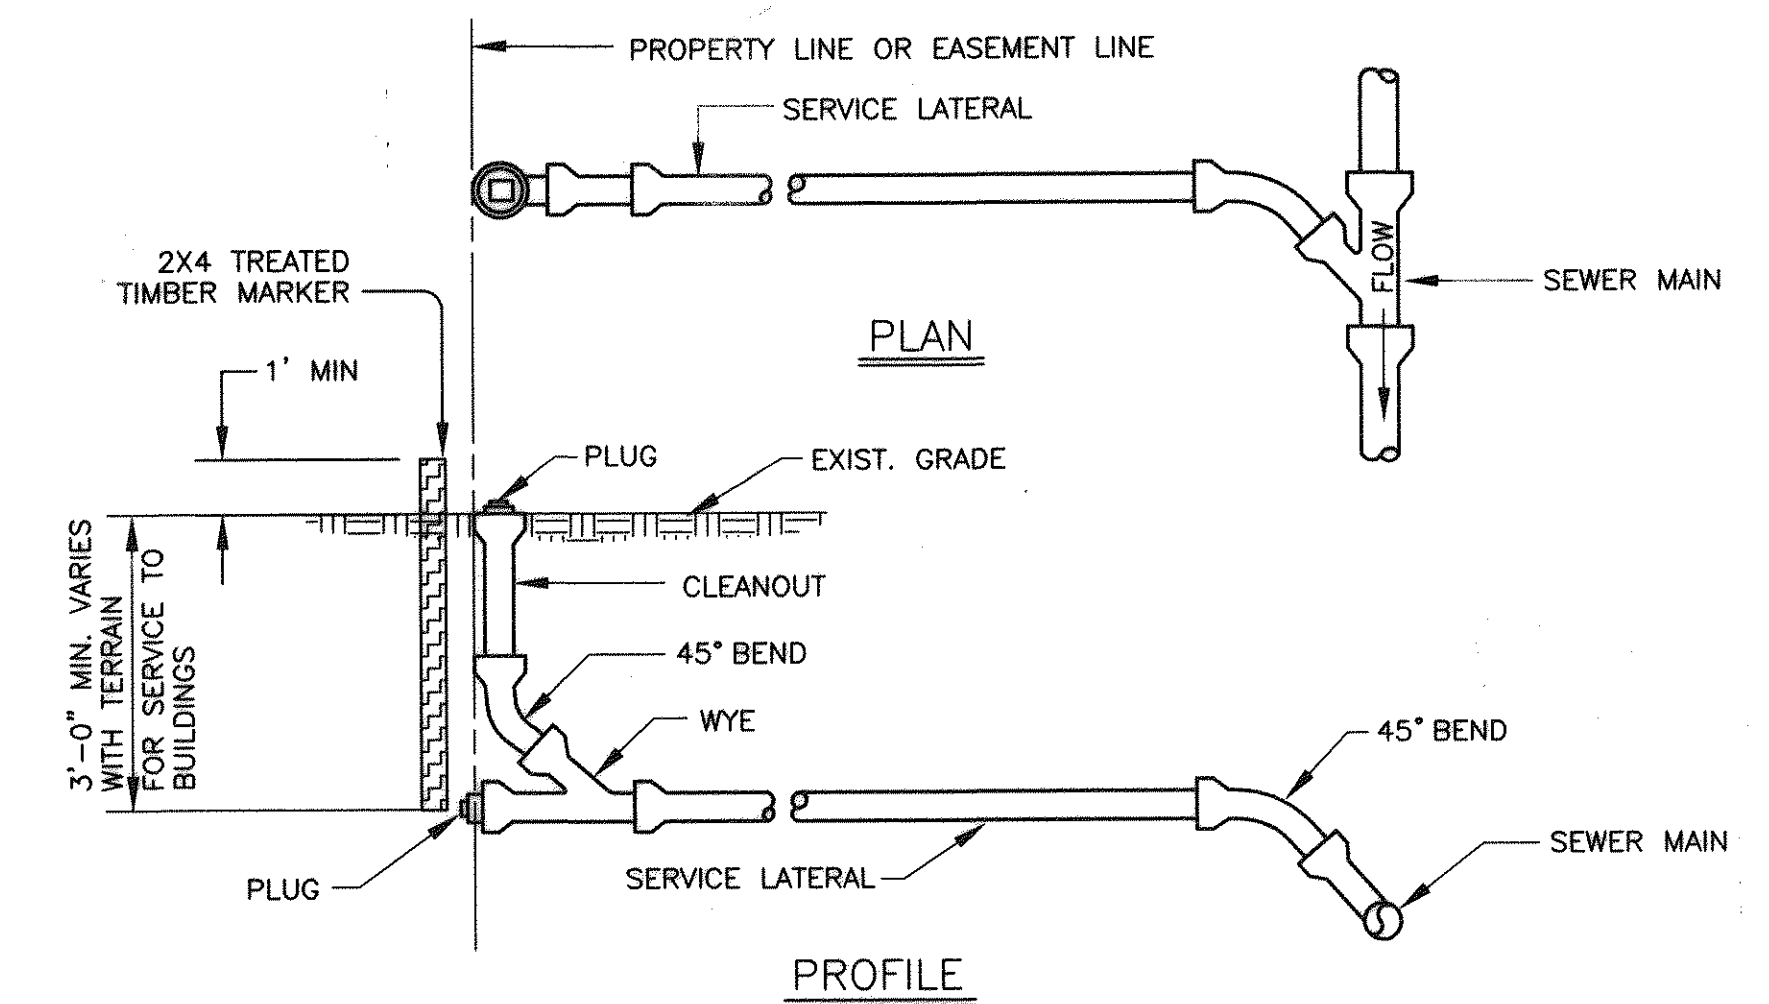 PROPERTY LINE OR EASEMENT LINE
SERVICE LATERAL
FLOW
SEWER MAIN
PLAN
2X4 TREATED
TIMBER MARKER
1' MIN
PLUG
EXIST. GRADE
CLEANOUT
45° BEND
WYE
3'-0" MIN. VARIES
WITH TERRAIN
FOR SERVICE TO
BUILDINGS
45° BEND
SEWER MAIN
SERVICE LATERAL
PLUG
PROFILE